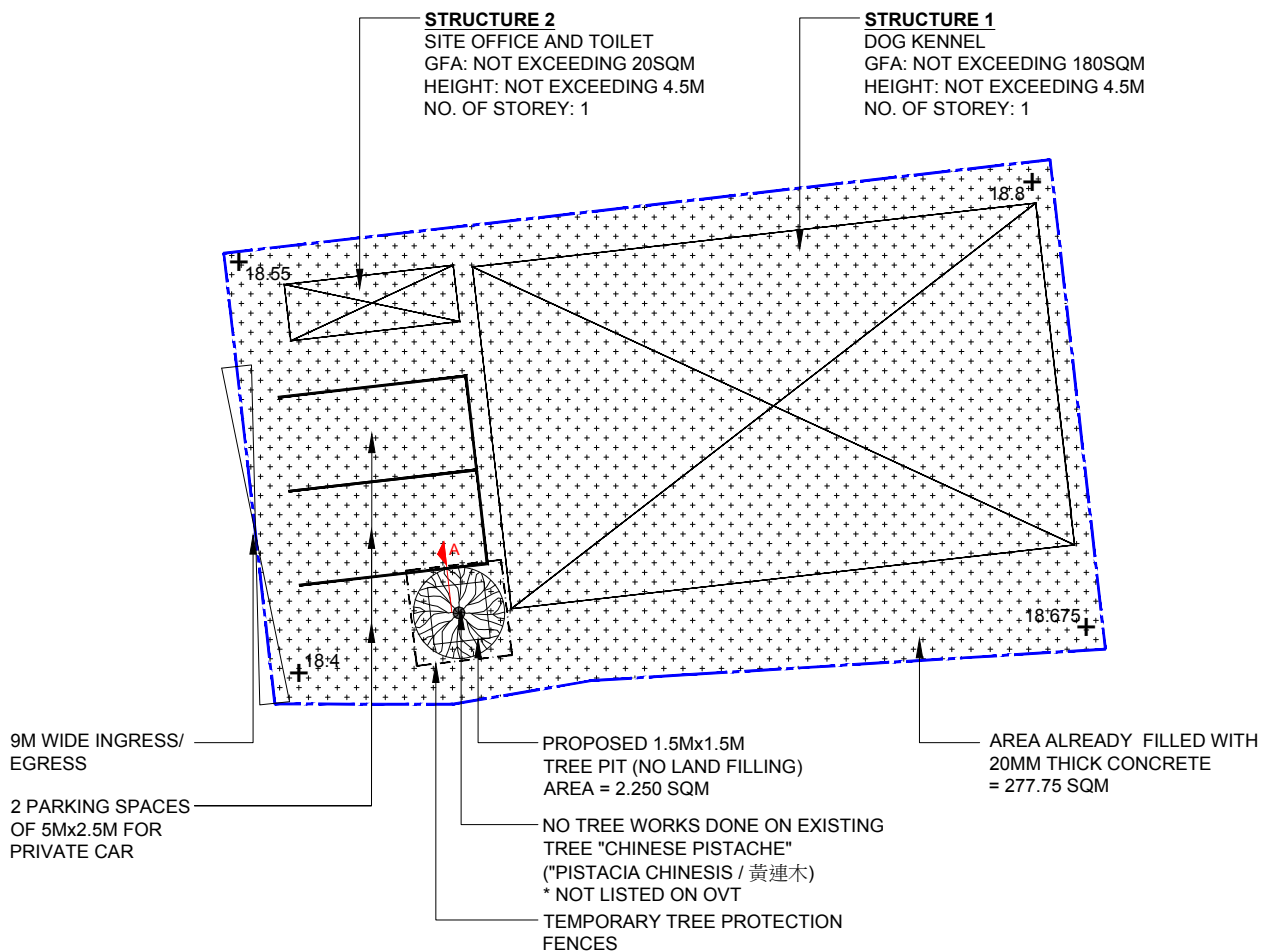 STRUCTURE 2
SITE OFFICE AND TOILET
GFA: NOT EXCEEDING 20SQM
HEIGHT: NOT EXCEEDING 4.5M
NO. OF STOREY: 1
STRUCTURE 1
DOG KENNEL
GFA: NOT EXCEEDING 180SQM
HEIGHT: NOT EXCEEDING 4.5M
NO. OF STOREY: 1
18.8
18.55
A
18.675
18.4
9M WIDE INGRESS/
EGRESS
2 PARKING SPACES
OF 5Mx2.5M FOR
PRIVATE CAR
PROPOSED 1.5Mx1.5M
TREE PIT (NO LAND FILLING)
AREA = 2.250 SQM
NO TREE WORKS DONE ON EXISTING
TREE "CHINESE PISTACHE"
("PISTACIA CHINESIS / 黃連木)
* NOT LISTED ON OVT
TEMPORARY TREE PROTECTION
FENCES
AREA ALREADY FILLED WITH
20MM THICK CONCRETE
= 277.75 SQM